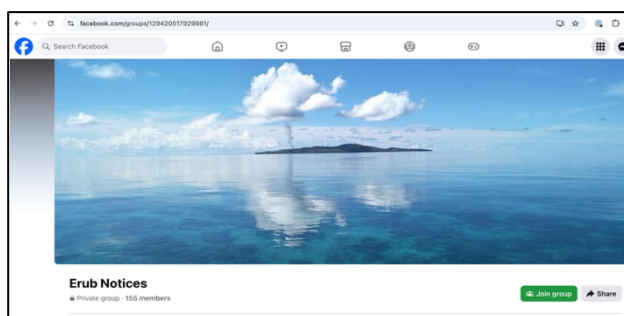 facebook.com/groups/129420517929981/
Search Facebook
Erub Notices
Private group · 155 members
Join group
Share